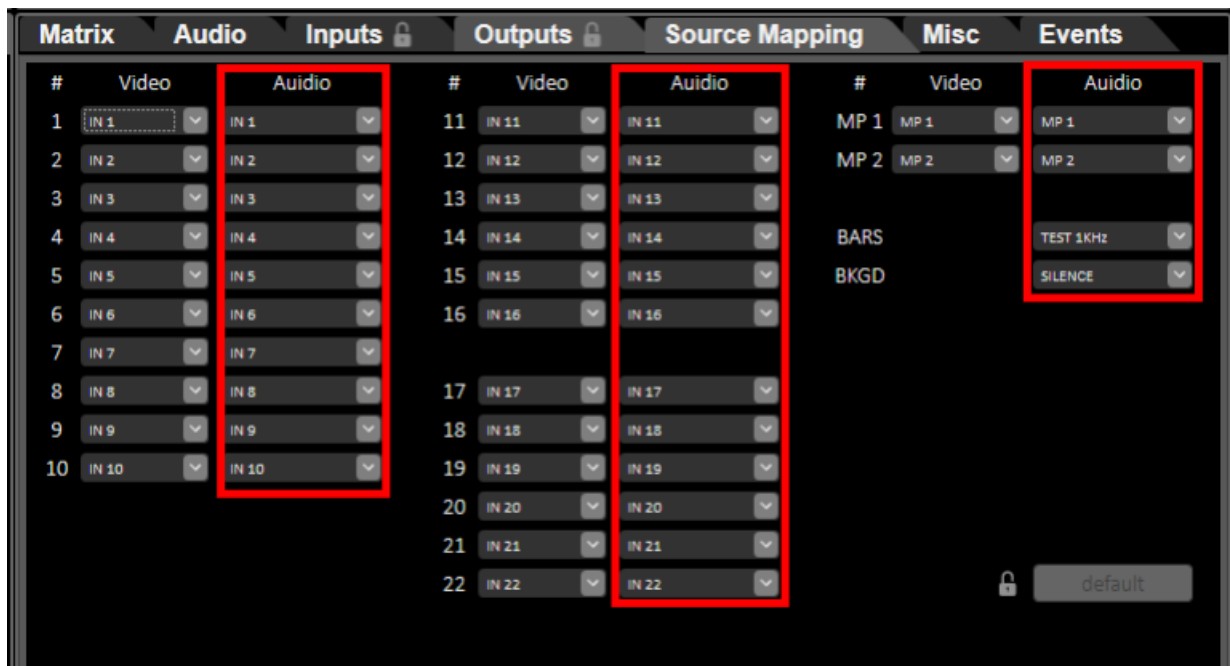 Matrix Audio Inputs Outputs Source Mapping Misc Events
# Video Auidio # Video Auidio # Video Auidio
1 IN 1 IN 1 11 IN 11 IN 11 MP 1 MP 1 MP 1
2 IN 2 IN 2 12 IN 12 IN 12 MP 2 MP 2 MP 2
3 IN 3 IN 3 13 IN 13 IN 13
4 IN 4 IN 4 14 IN 14 IN 14 BARS TEST 1KHz
5 IN 5 IN 5 15 IN 15 IN 15 BKGD SILENCE
6 IN 6 IN 6 16 IN 16 IN 16
7 IN 7 IN 7
8 IN 8 IN 8 17 IN 17 IN 17
9 IN 9 IN 9 18 IN 18 IN 18
10 IN 10 IN 10 19 IN 19 IN 19
20 IN 20 IN 20
21 IN 21 IN 21
22 IN 22 IN 22 default